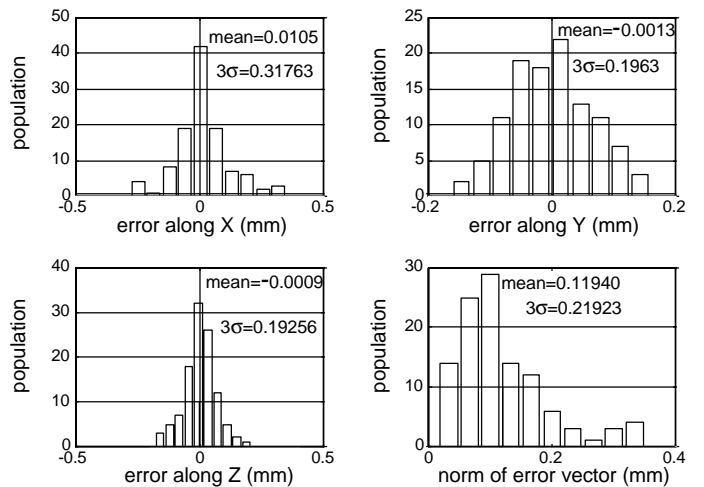 50
40
30
20
10
0
population
mean=0.0105
3σ=0.31763
-0.5
0
0.5
error along X (mm)
25
20
15
10
5
0
population
mean=-0.0013
3σ=0.1963
-0.2
0
0.2
error along Y (mm)
40
30
20
10
0
population
mean=-0.0009
3σ=0.19256
-0.5
0
0.5
error along Z (mm)
30
20
10
0
population
mean=0.11940
3σ=0.21923
0
0.2
0.4
norm of error vector (mm)